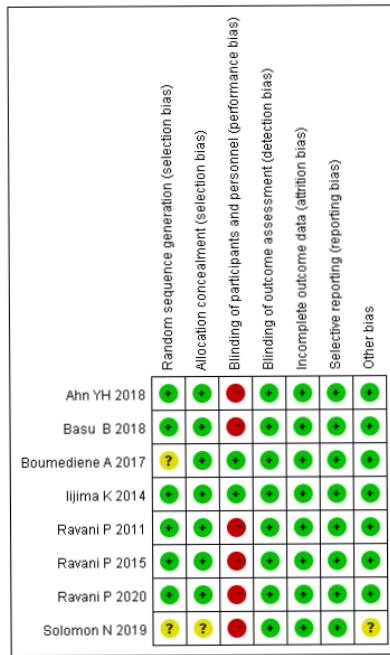 Random sequence generation (selection bias)
Allocation concealment (selection bias)
Blinding of participants and personnel (performance bias)
Blinding of outcome assessment (detection bias)
Incomplete outcome data (attrition bias)
Selective reporting (reporting bias)
Other bias
Ahn YH 2018 + + - + + + +
Basu B 2018 + + - + + + +
Boumediene A 2017 ? + + + + + +
Iijima K 2014 + + + + + + +
Ravani P 2011 + + - + + + +
Ravani P 2015 + + - + + + +
Ravani P 2020 + + - + + + +
Solomon N 2019 ? ? - + + + ?